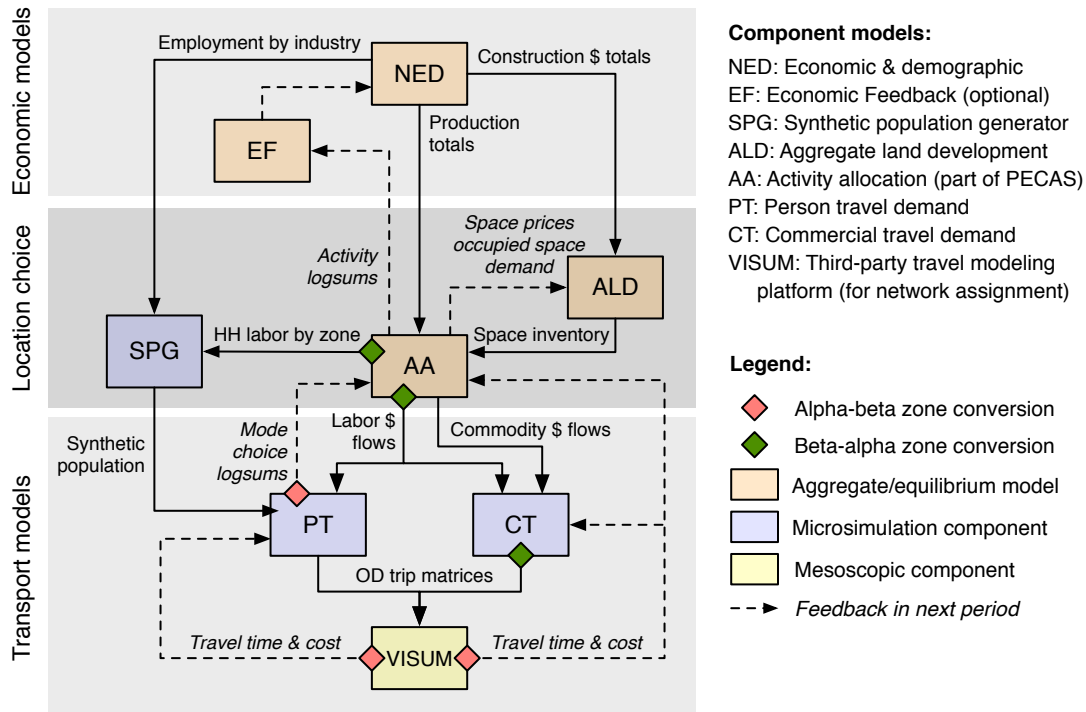 Economic models
Employment by industry
NED
Construction $ totals
Production
totals
EF
Location choice
Activity
logsums
Space prices
occupied space
demand
ALD
SPG
HH labor by zone
AA
Space inventory
Transport models
Synthetic
population
Mode
choice
logsums
Labor $
flows
Commodity $ flows
PT
CT
OD trip matrices
Travel time & cost
VISUM
Travel time & cost
Component models:
NED: Economic & demographic
EF: Economic Feedback (optional)
SPG: Synthetic population generator
ALD: Aggregate land development
AA: Activity allocation (part of PECAS)
PT: Person travel demand
CT: Commercial travel demand
VISUM: Third-party travel modeling
platform (for network assignment)
Legend:
Alpha-beta zone conversion
Beta-alpha zone conversion
Aggregate/equilibrium model
Microsimulation component
Mesoscopic component
Feedback in next period